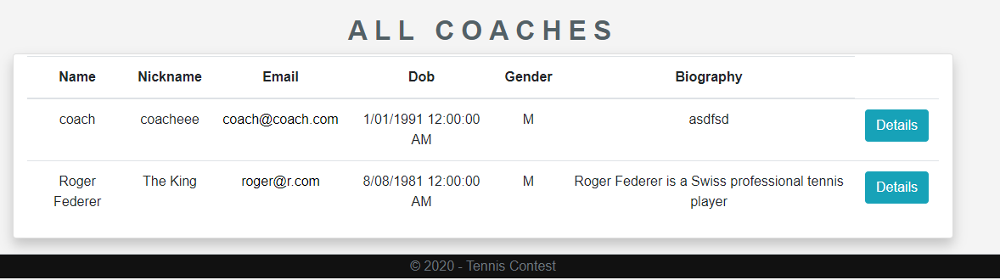 ALL COACHES
Name Nickname Email Dob Gender Biography
coach coacheee coach@coach.com 1/01/1991 12:00:00 AM M asdfsd Details
Roger Federer The King roger@r.com 8/08/1981 12:00:00 AM M Roger Federer is a Swiss professional tennis player Details
© 2020 - Tennis Contest